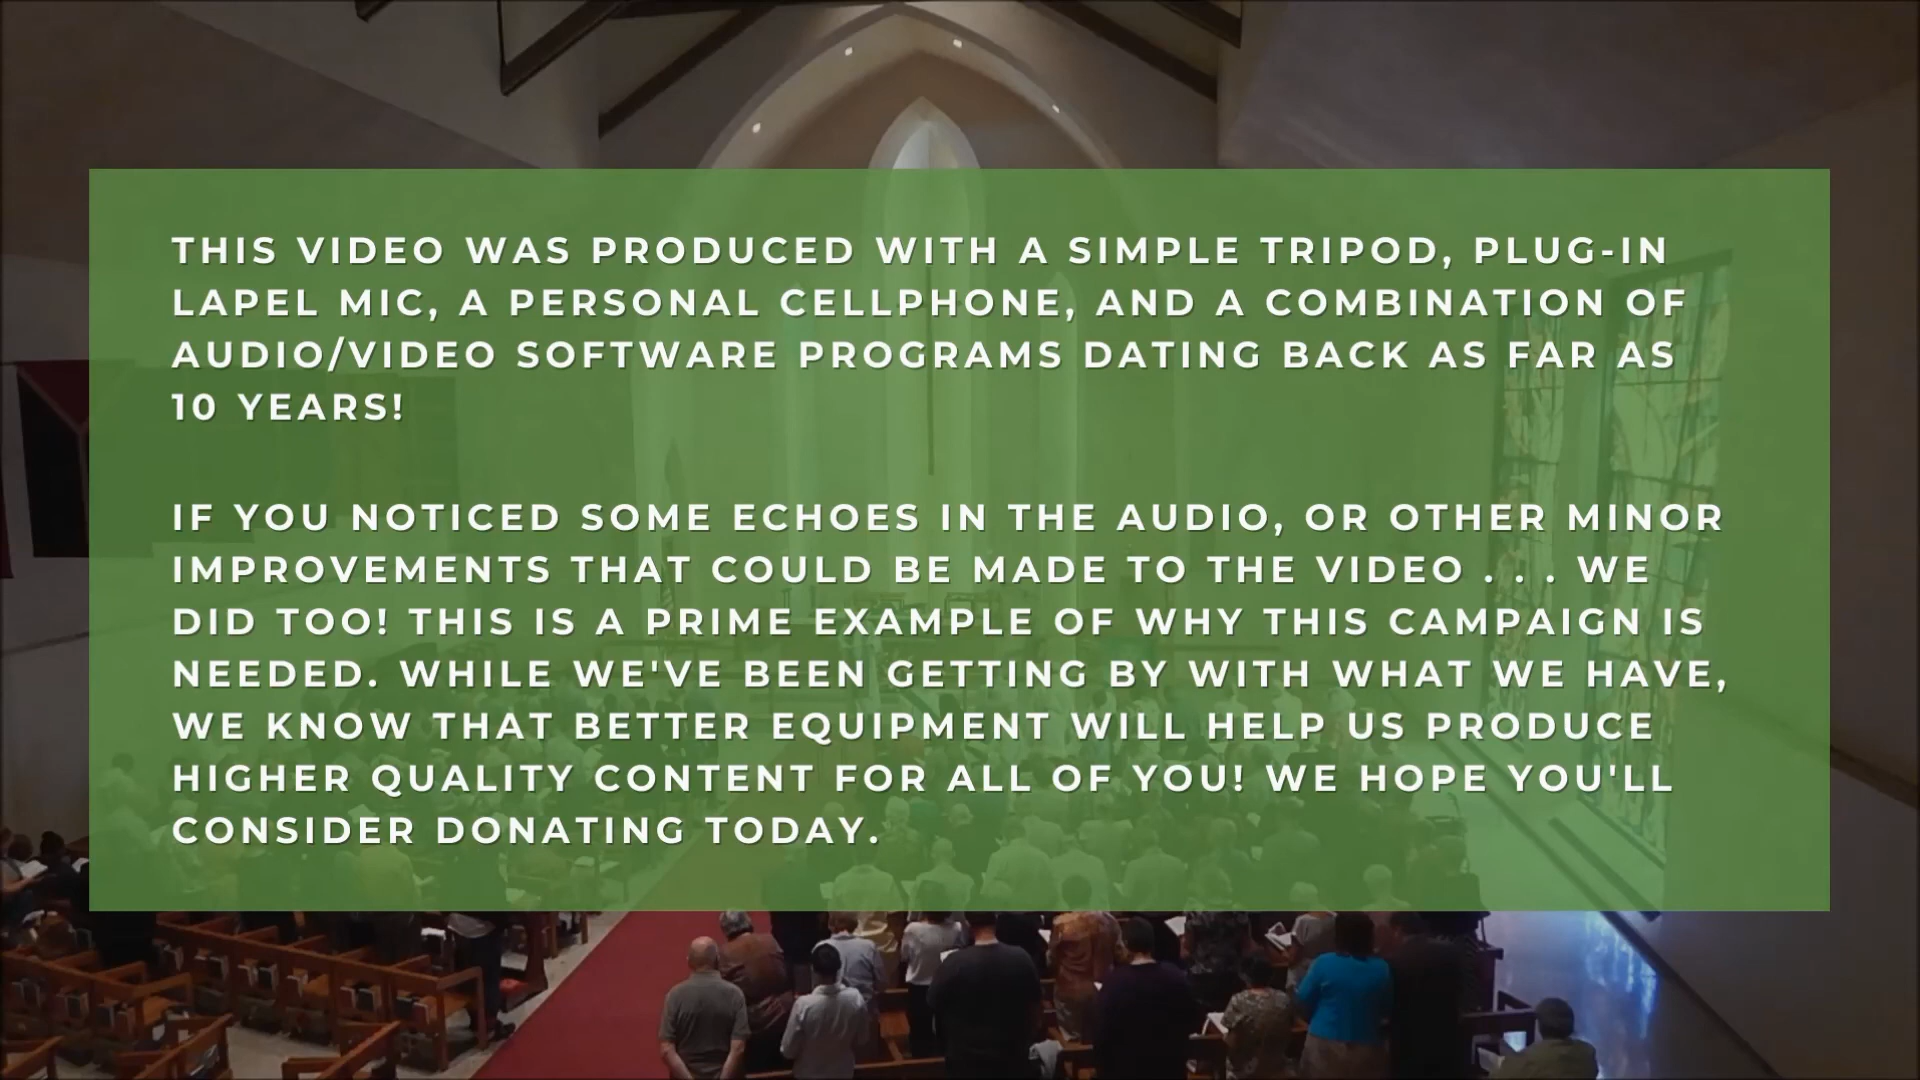 THIS VIDEO WAS PRODUCED WITH A SIMPLE TRIPOD, PLUG-IN
LAPEL MIC, A PERSONAL CELLPHONE, AND A COMBINATION OF
AUDIO/VIDEO SOFTWARE PROGRAMS DATING BACK AS FAR AS
10 YEARS!
IF YOU NOTICED SOME ECHOES IN THE AUDIO, OR OTHER MINOR
IMPROVEMENTS THAT COULD BE MADE TO THE VIDEO . . . WE
DID TOO! THIS IS A PRIME EXAMPLE OF WHY THIS CAMPAIGN IS
NEEDED. WHILE WE'VE BEEN GETTING BY WITH WHAT WE HAVE,
WE KNOW THAT BETTER EQUIPMENT WILL HELP US PRODUCE
HIGHER QUALITY CONTENT FOR ALL OF YOU! WE HOPE YOU'LL
CONSIDER DONATING TODAY.